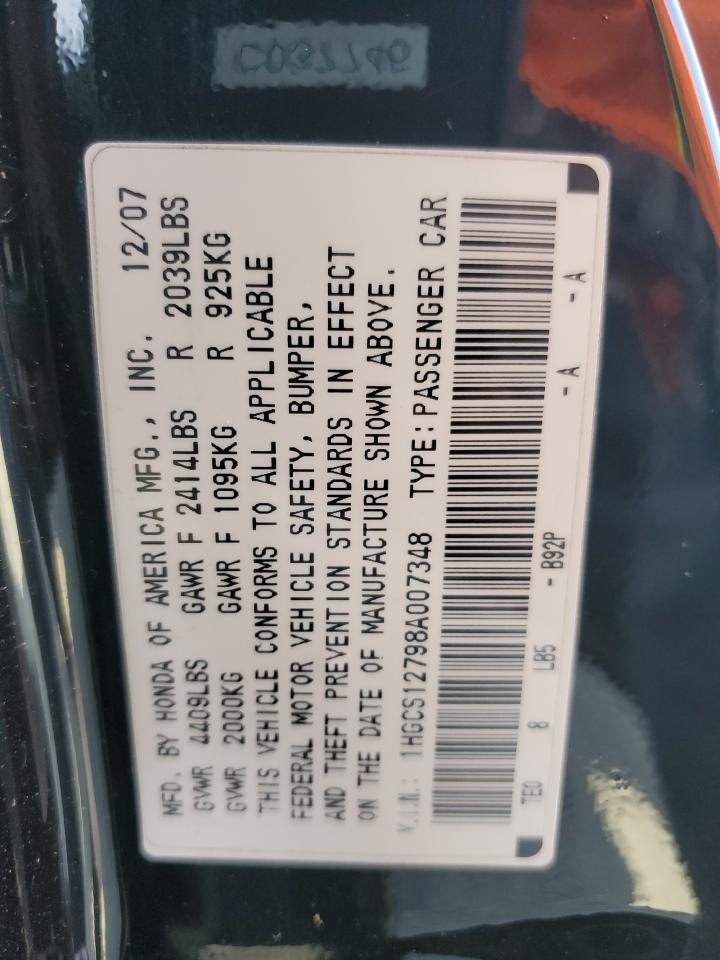 C037746
MFD. BY HONDA OF AMERICA MFG., INC. 12/07
GVWR 4409LBS GAWR F 2414LBS R 2039LBS
GVWR 2000KG GAWR F 1095KG R 925KG
THIS VEHICLE CONFORMS TO ALL APPLICABLE
FEDERAL MOTOR VEHICLE SAFETY, BUMPER,
AND THEFT PREVENTION STANDARDS IN EFFECT
ON THE DATE OF MANUFACTURE SHOWN ABOVE.
V.I.N.: 1HGCS12798A007348 TYPE: PASSENGER CAR
TE0 8 LB5 - B92P - A - A